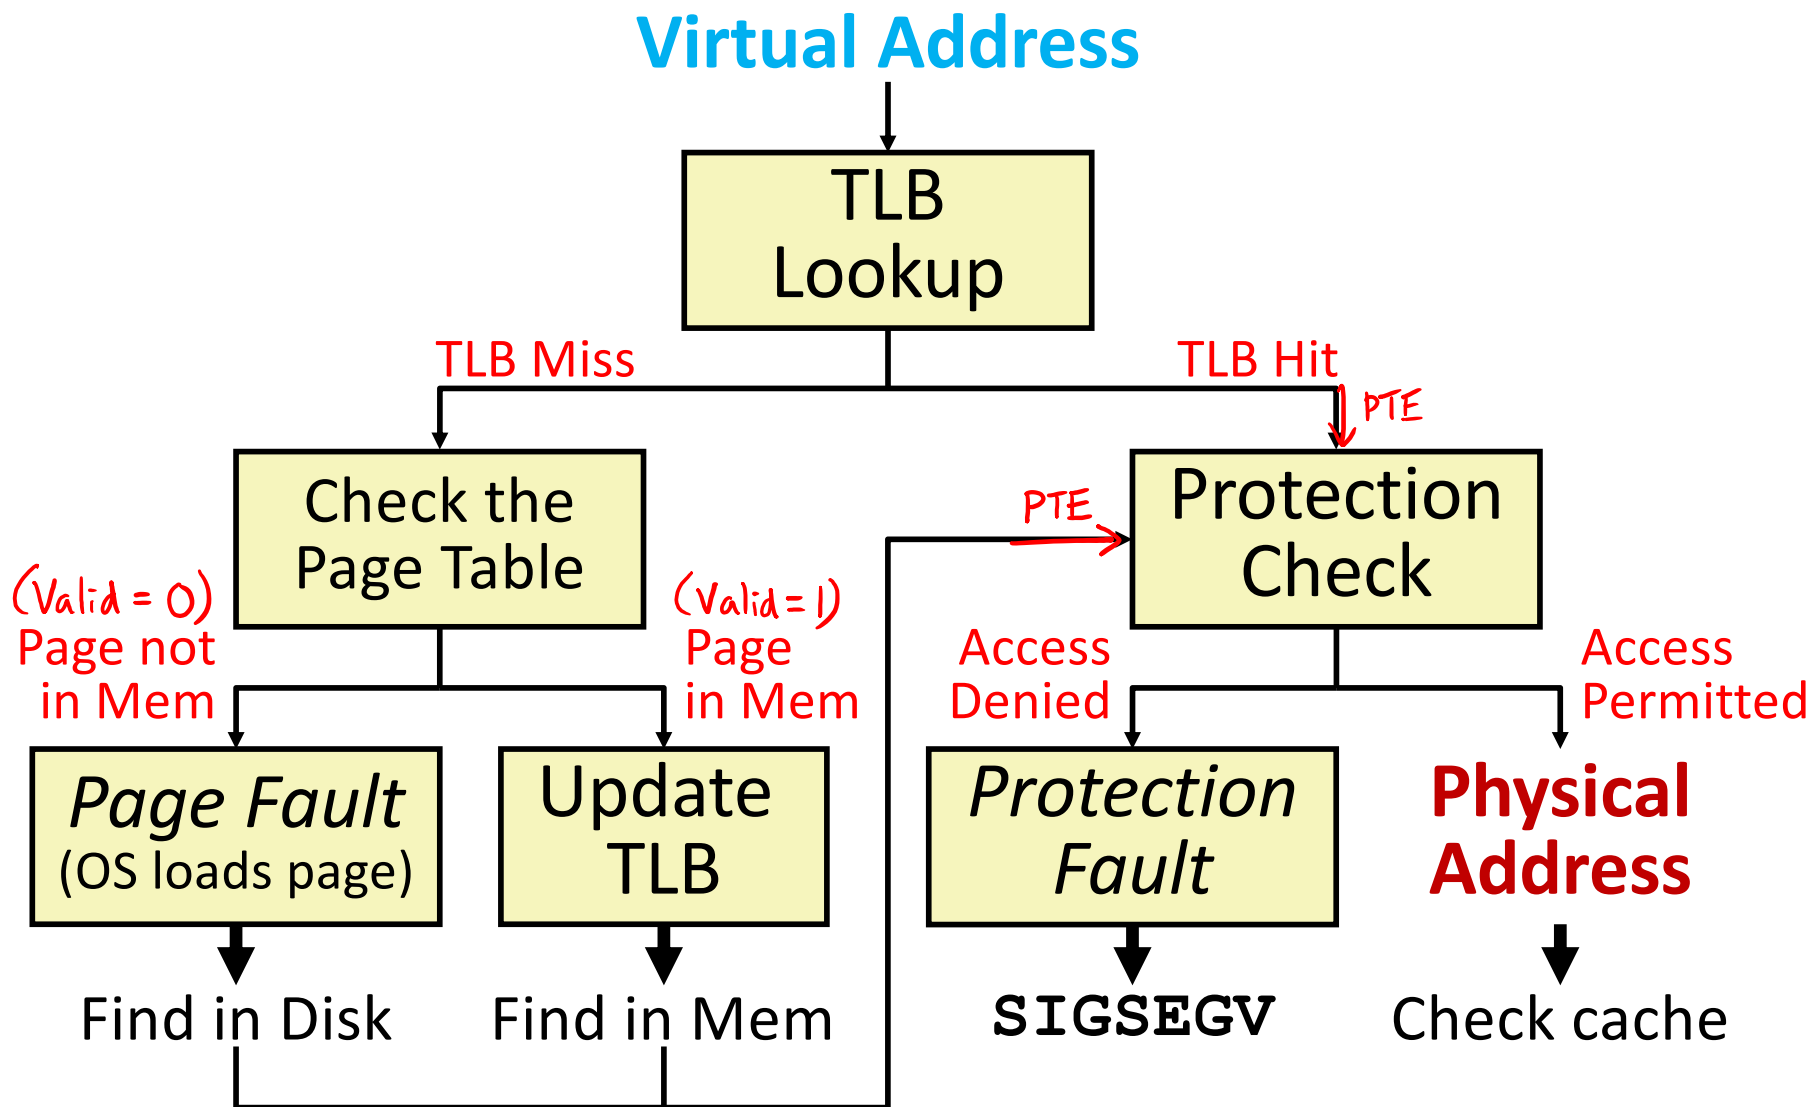 Virtual Address
TLB
Lookup
TLB Miss
TLB Hit
PTE
Check the
Page Table
PTE
Protection
Check
(Valid = 0)
Page not
in Mem
(Valid = 1)
Page
in Mem
Access
Denied
Access
Permitted
Page Fault
(OS loads page)
Update
TLB
Protection
Fault
Physical
Address
Find in Disk
Find in Mem
SIGSEGV
Check cache